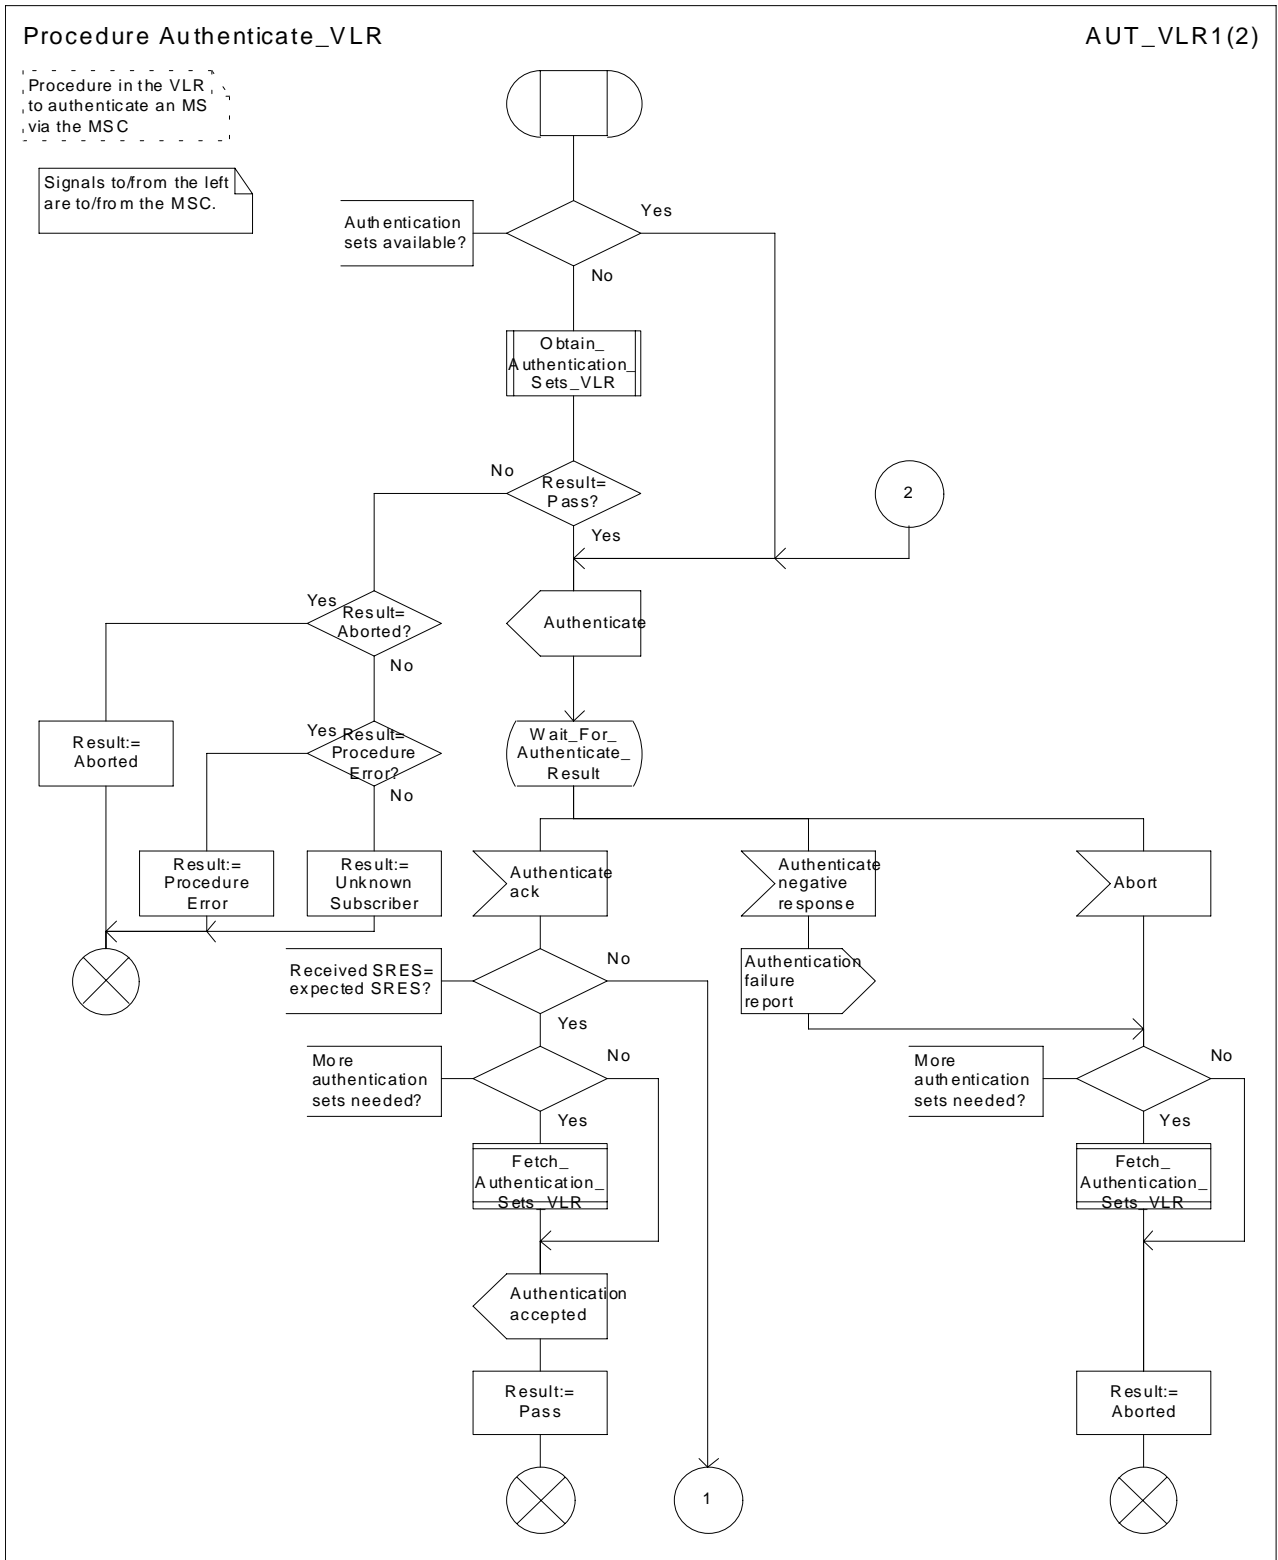 Procedure Authenticate_VLR
AUT_VLR1(2)
Procedure in the VLR
to authenticate an MS
via the MSC
Signals to/from the left
are to/from the MSC.
Authentication
sets available?
Yes
No
Obtain_
Authentication_
Sets_VLR
No
Result=
Pass?
Yes
2
Yes
Result=
Aborted?
No
Authenticate
Result:=
Aborted
Yes
Result=
Procedure
Error?
No
Wait_For_
Authenticate_
Result
Result:=
Procedure
Error
Result:=
Unknown
Subscriber
Authenticate
ack
Authenticate
negative
response
Abort
Received SRES=
expected SRES?
No
Yes
Authentication
failure
report
More
authentication
sets needed?
No
Yes
More
authentication
sets needed?
No
Yes
Fetch_
Authentication_
Sets_VLR
Fetch_
Authentication_
Sets_VLR
Authentication
accepted
Result:=
Pass
Result:=
Aborted
1